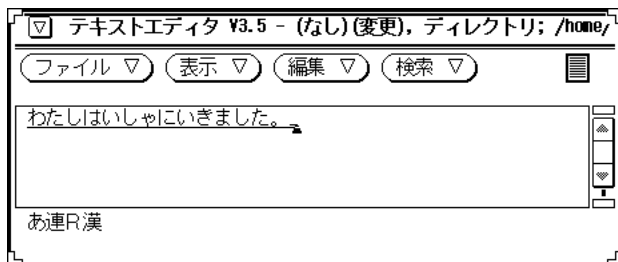 テキストエディタ V3.5 - (なし)(変更), ディレクトリ; /home/
ファイル ▽ 表示 ▽ 編集 ▽ 検索 ▽
わたしはいしゃにいきました。
あ連R漢